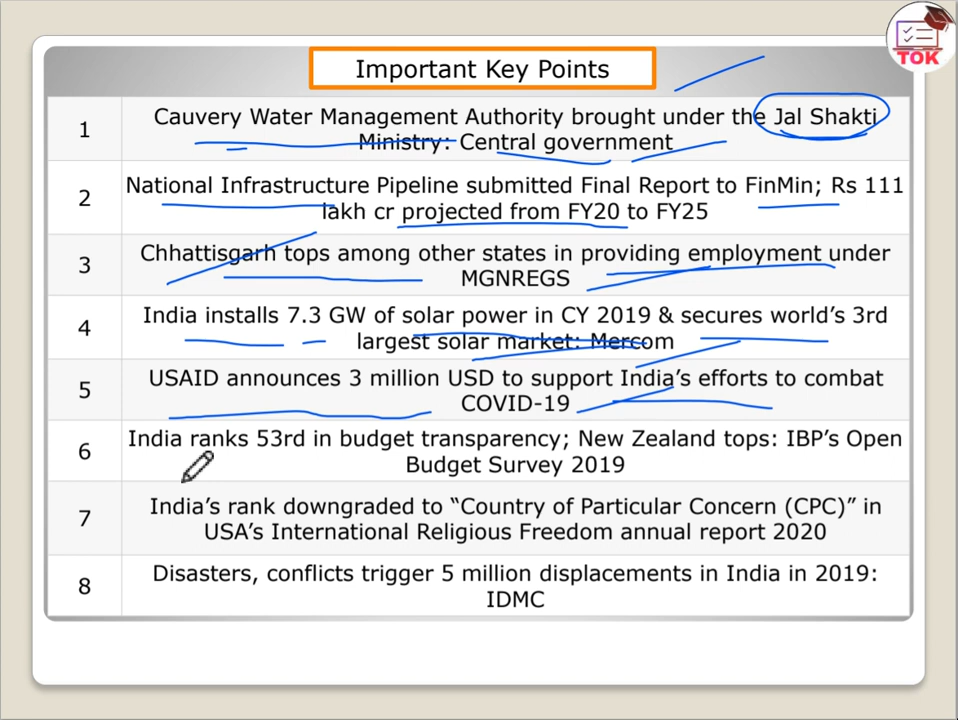 TOK
Important Key Points
1
Cauvery Water Management Authority brought under the Jal Shakti
Ministry: Central government
2
National Infrastructure Pipeline submitted Final Report to FinMin; Rs 111
lakh cr projected from FY20 to FY25
3
Chhattisgarh tops among other states in providing employment under
MGNREGS
4
India installs 7.3 GW of solar power in CY 2019 & secures world's 3rd
largest solar market: Mercom
5
USAID announces 3 million USD to support India's efforts to combat
COVID-19
6
India ranks 53rd in budget transparency; New Zealand tops: IBP's Open
Budget Survey 2019
7
India's rank downgraded to “Country of Particular Concern (CPC)” in
USA's International Religious Freedom annual report 2020
8
Disasters, conflicts trigger 5 million displacements in India in 2019:
IDMC